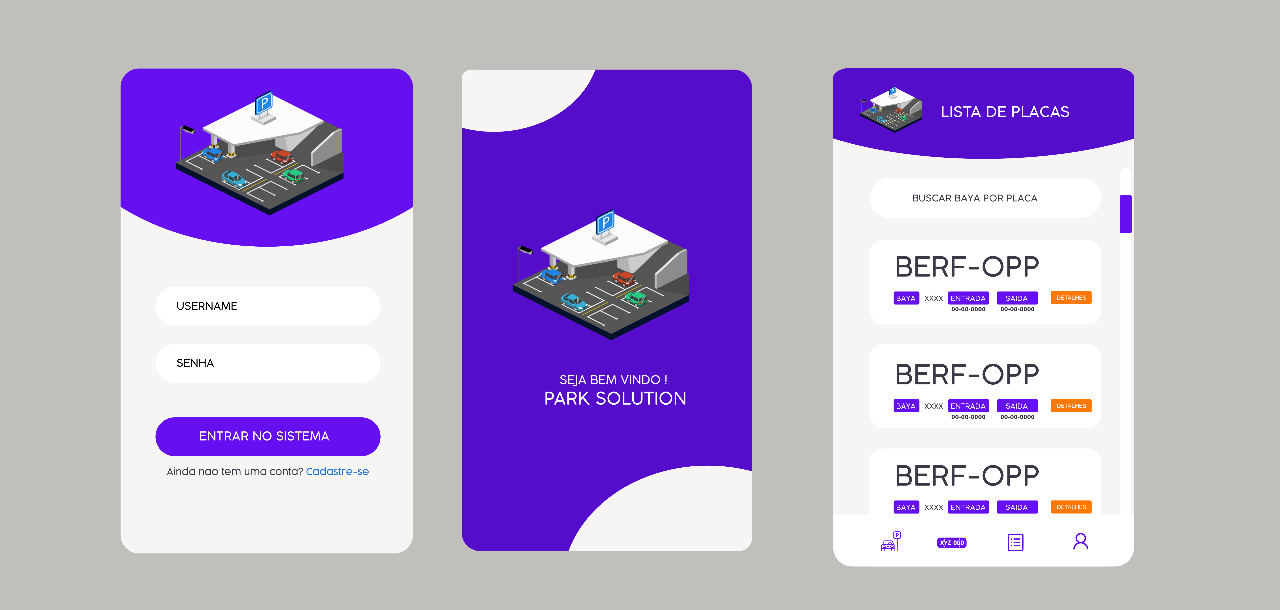 P
USERNAME
SENHA
ENTRAR NO SISTEMA
Ainda nao tem uma conta? Cadastre-se
P
SEJA BEM VINDO !
PARK SOLUTION
P
LISTA DE PLACAS
BUSCAR BAYA POR PLACA
BERF-OPP
BAYA XXXX ENTRADA SAIDA DETALHES
00-00-0000 00-00-0000
BERF-OPP
BAYA XXXX ENTRADA SAIDA DETALHES
00-00-0000 00-00-0000
BERF-OPP
BAYA XXXX ENTRADA SAIDA DETALHES
P